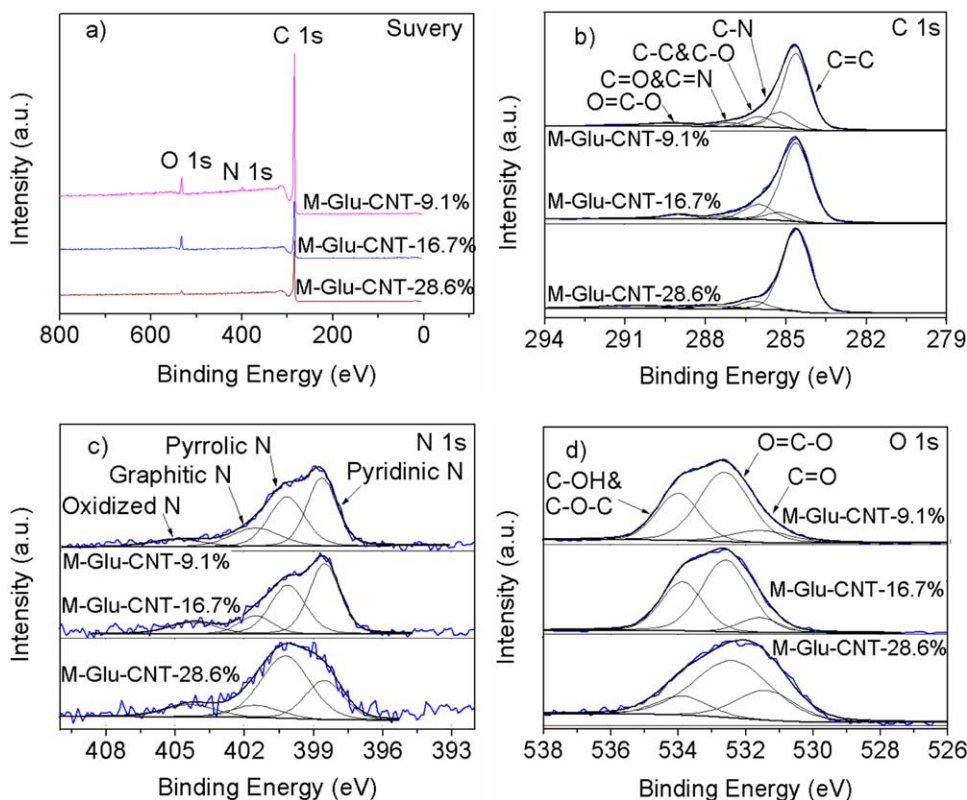 a)
Suvery
C 1s
O 1s
N 1s
M-Glu-CNT-9.1%
M-Glu-CNT-16.7%
M-Glu-CNT-28.6%
800 600 400 200 0
Binding Energy (eV)
Intensity (a.u.)
b)
C 1s
C-N
C-C&C-O
C=O&C=N
O=C-O
C=C
M-Glu-CNT-9.1%
M-Glu-CNT-16.7%
M-Glu-CNT-28.6%
294 291 288 285 282 279
Binding Energy (eV)
Intensity (a.u.)
c)
N 1s
Pyrrolic N
Graphitic N
Pyridinic N
Oxidized N
M-Glu-CNT-9.1%
M-Glu-CNT-16.7%
M-Glu-CNT-28.6%
408 405 402 399 396 393
Binding Energy (eV)
Intensity (a.u.)
d)
O 1s
O=C-O
C-OH&
C-O-C
C=O
M-Glu-CNT-9.1%
M-Glu-CNT-16.7%
M-Glu-CNT-28.6%
538 536 534 532 530 528 526
Binding Energy (eV)
Intensity (a.u.)